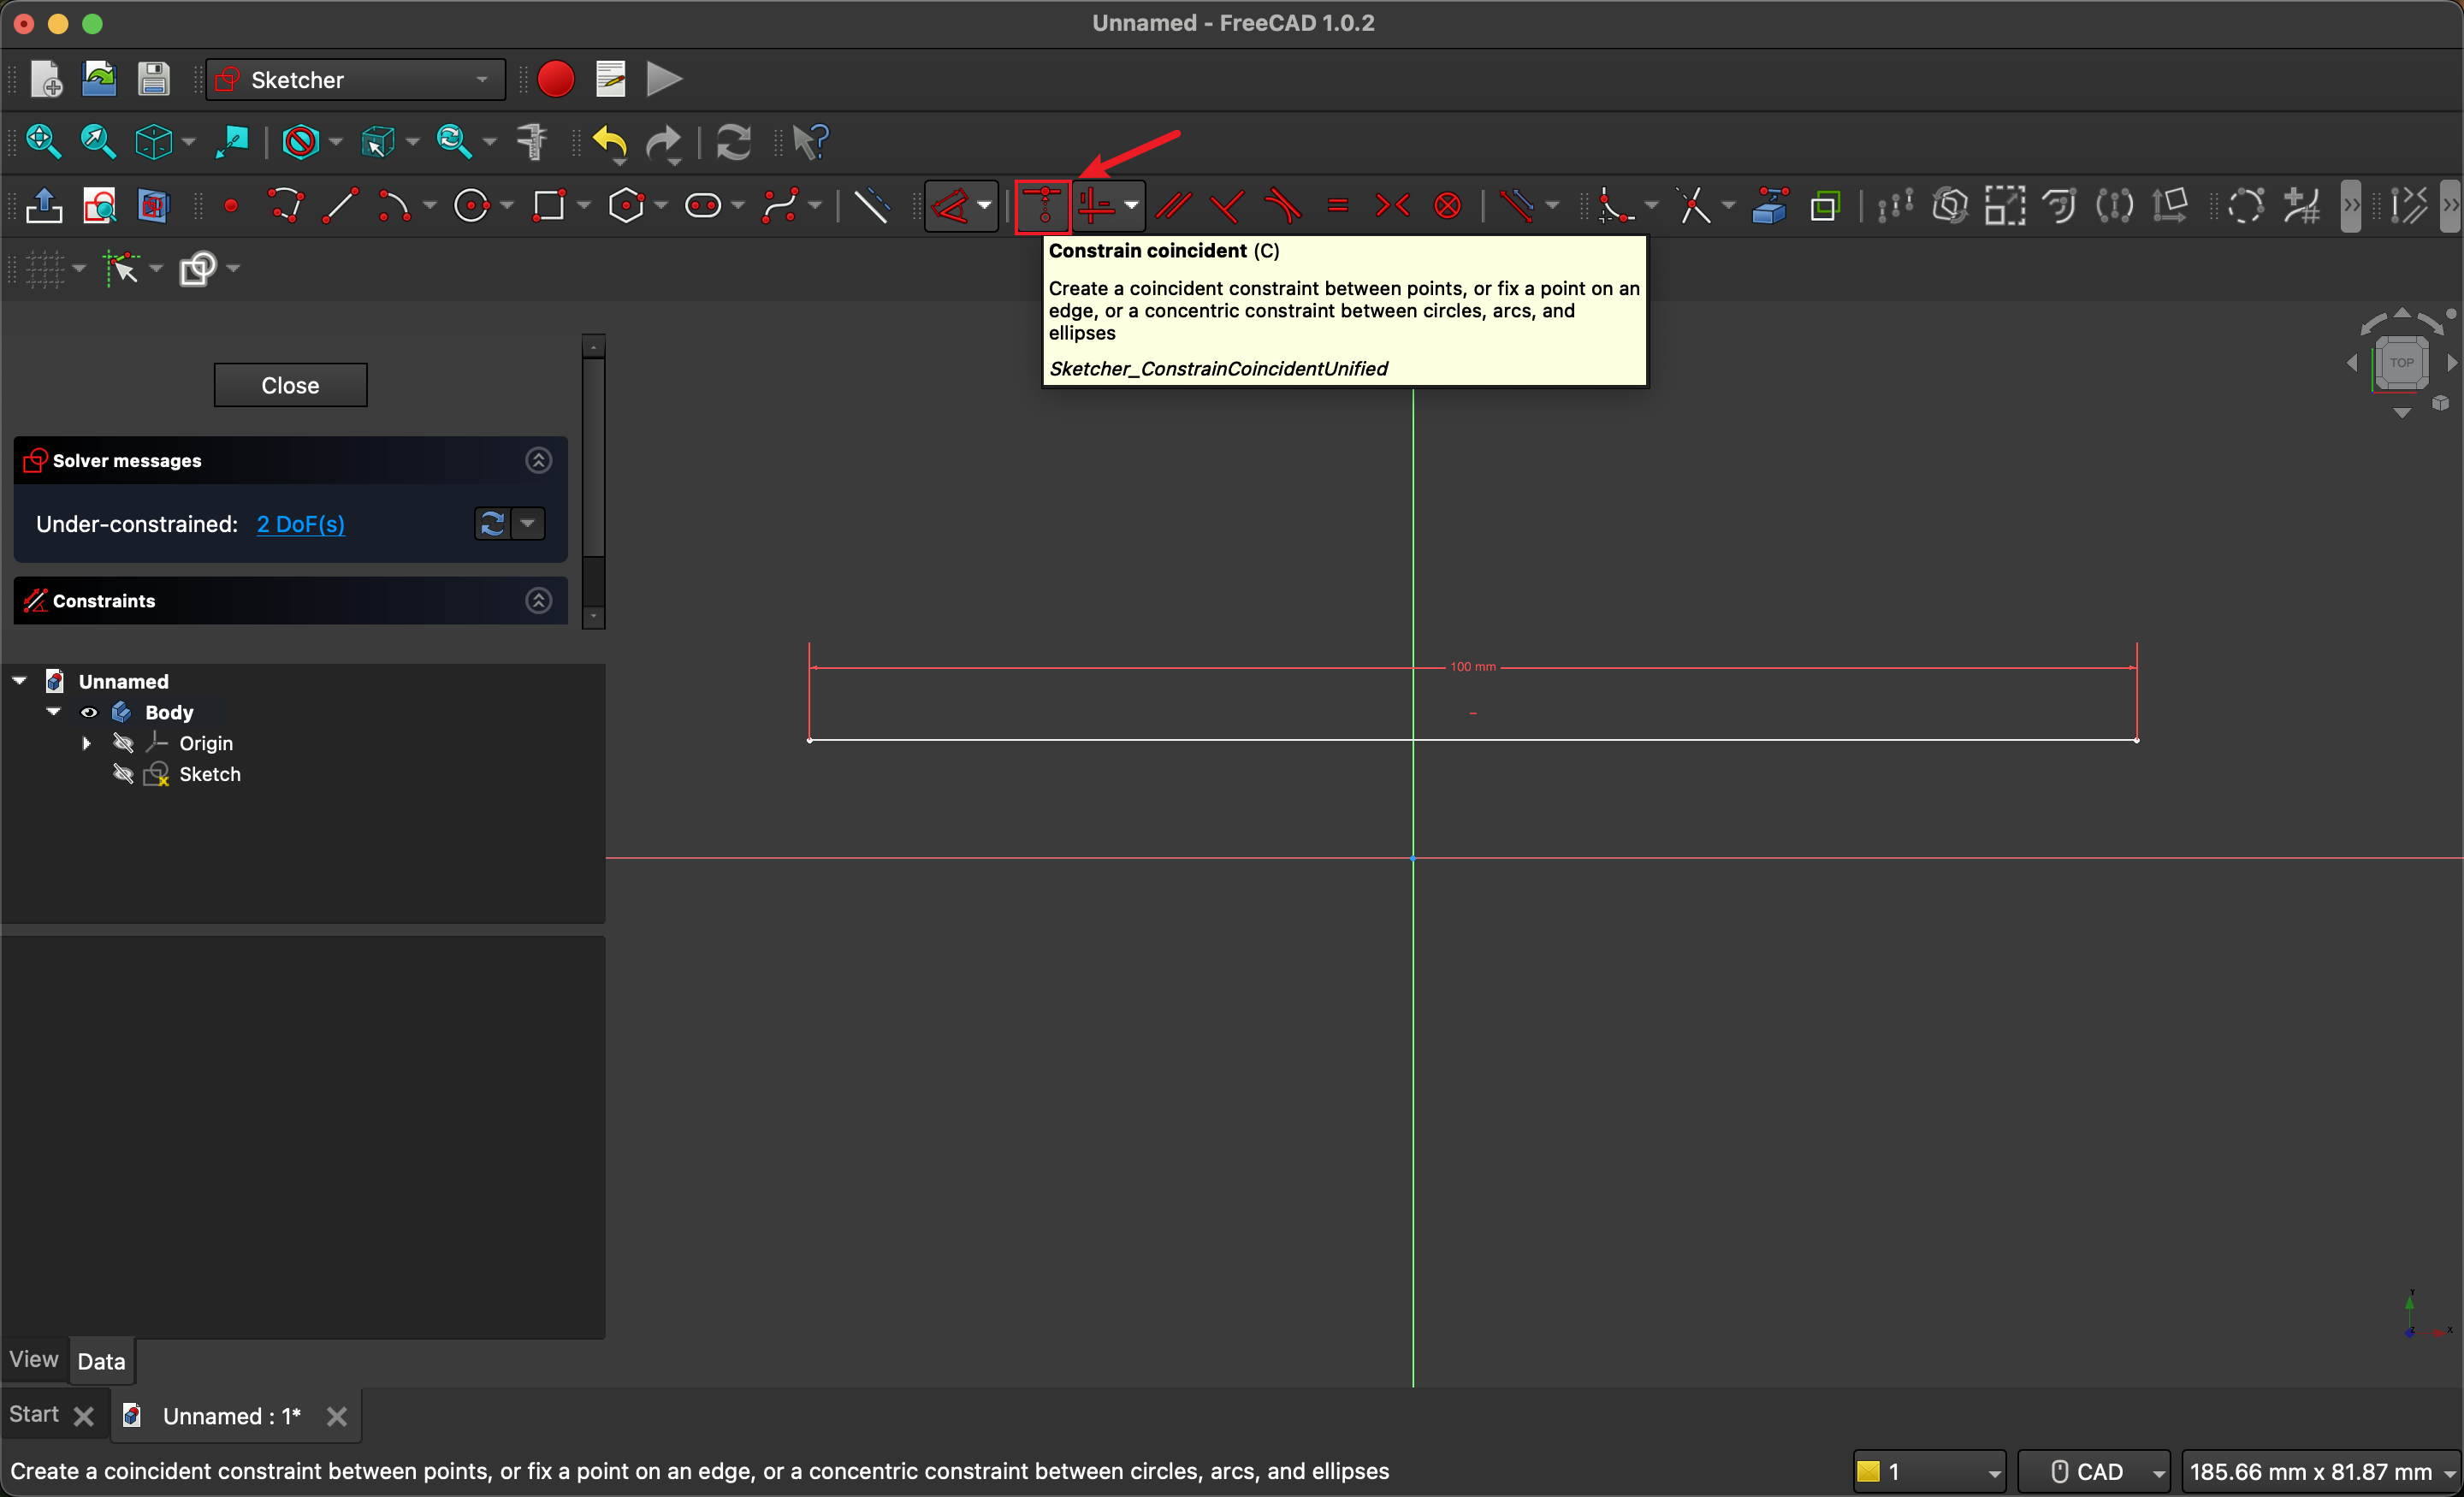 Unnamed - FreeCAD 1.0.2
Sketcher
Constrain coincident (C)
Create a coincident constraint between points, or fix a point on an
edge, or a concentric constraint between circles, arcs, and
ellipses
Sketcher_ConstrainCoincidentUnified
TOP
Close
Solver messages
Under-constrained: 2 DoF(s)
Constraints
100 mm
Unnamed
Body
Origin
Sketch
Y
Z
X
View
Data
Start
Unnamed : 1*
Create a coincident constraint between points, or fix a point on an edge, or a concentric constraint between circles, arcs, and ellipses
1
CAD
185.66 mm x 81.87 mm